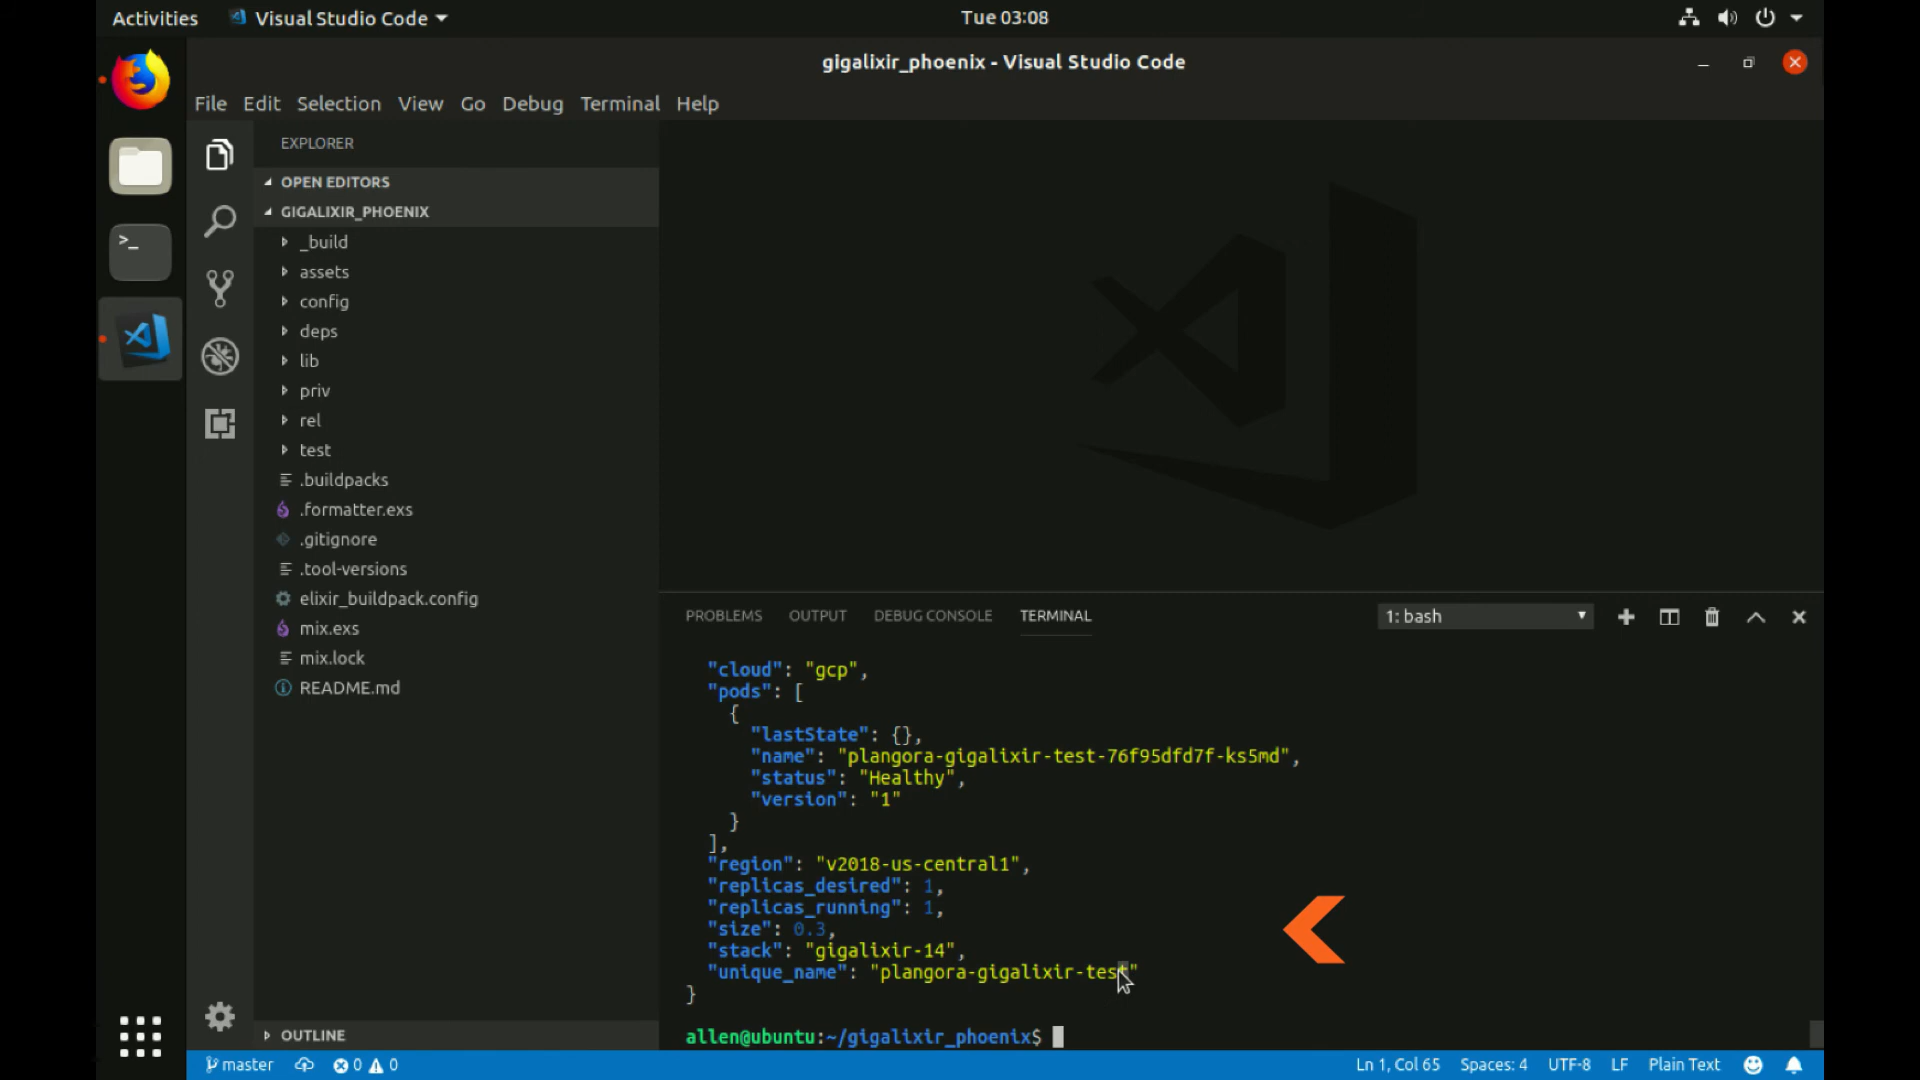 Activities Visual Studio Code Tue 03:08
gigalixir_phoenix - Visual Studio Code
File Edit Selection View Go Debug Terminal Help
EXPLORER
OPEN EDITORS
GIGALIXIR_PHOENIX
_build
assets
config
deps
lib
priv
rel
test
.buildpacks
.formatter.exs
.gitignore
.tool-versions
elixir_buildpack.config
mix.exs
mix.lock
README.md
OUTLINE
PROBLEMS OUTPUT DEBUG CONSOLE TERMINAL 1: bash
"cloud": "gcp",
"pods": [
{
"lastState": {},
"name": "plangora-gigalixir-test-76f95dfd7f-ks5md",
"status": "Healthy",
"version": "1"
}
],
"region": "v2018-us-central1",
"replicas_desired": 1,
"replicas_running": 1,
"size": 0.3,
"stack": "gigalixir-14",
"unique_name": "plangora-gigalixir-test"
}
allen@ubuntu:~/gigalixir_phoenix$
master 0 0 Ln 1, Col 65 Spaces: 4 UTF-8 LF Plain Text